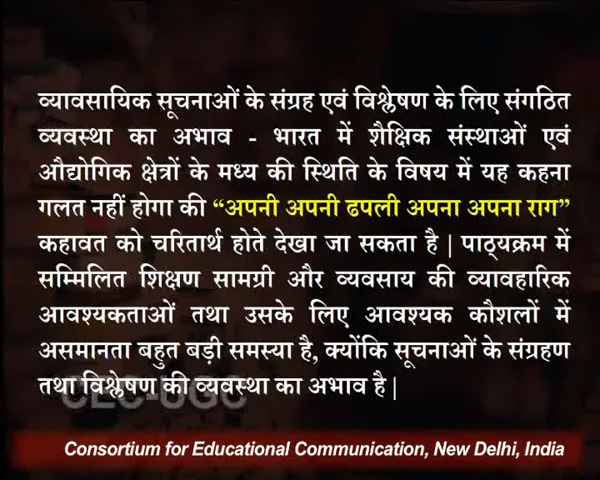 व्यावसायिक सूचनाओं के संग्रह एवं विश्लेषण के लिए संगठित
व्यवस्था का अभाव - भारत में शैक्षिक संस्थाओं एवं
औद्योगिक क्षेत्रों के मध्य की स्थिति के विषय में यह कहना
गलत नहीं होगा की “अपनी अपनी ढपली अपना अपना राग”
कहावत को चरितार्थ होते देखा जा सकता है | पाठ्यक्रम में
सम्मिलित शिक्षण सामग्री और व्यवसाय की व्यावहारिक
आवश्यकताओं तथा उसके लिए आवश्यक कौशलों में
असमानता बहुत बड़ी समस्या है, क्योंकि सूचनाओं के संग्रहण
तथा विश्लेषण की व्यवस्था का अभाव है |
CEC-UGC
Consortium for Educational Communication, New Delhi, India